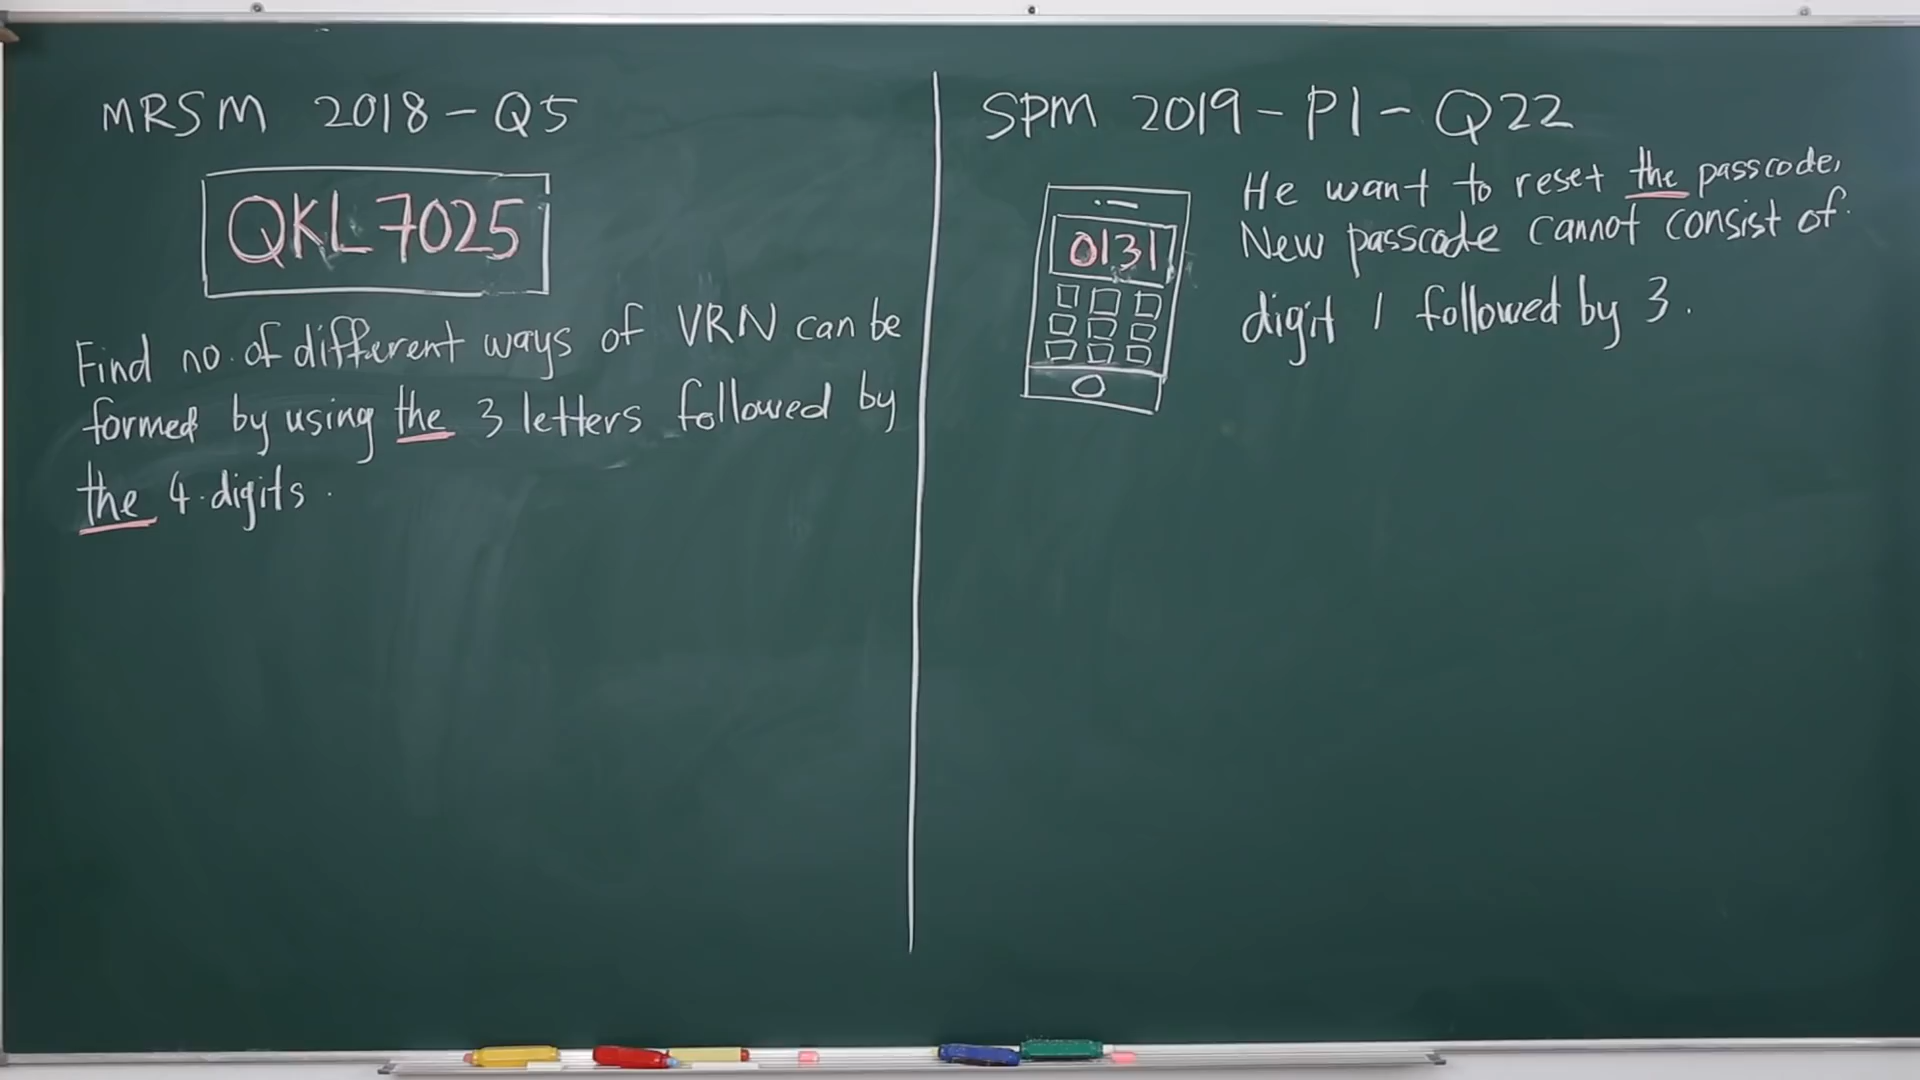 MRSM 2018 - Q5
QKL 7025
Find no. of different ways of VRN can be
formed by using the 3 letters followed by
the 4 digits.
SPM 2019 - P1 - Q22
0131
He want to reset the passcode.
New passcode cannot consist of
digit 1 followed by 3.